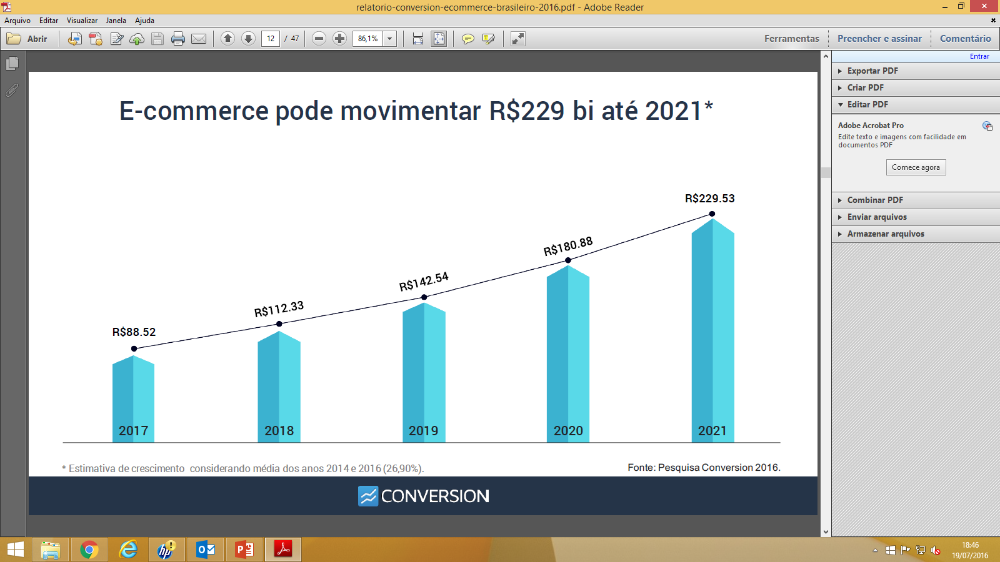 relatorio-conversion-ecommerce-brasileiro-2016.pdf - Adobe Reader
Arquivo Editar Visualizar Janela Ajuda
Abrir 12 / 47 86,1% Ferramentas Preencher e assinar Comentário
Entrar
Exportar PDF
Criar PDF
Editar PDF
Adobe Acrobat Pro
Edite texto e imagens com facilidade em
documentos PDF
Comece agora
Combinar PDF
Enviar arquivos
Armazenar arquivos
E-commerce pode movimentar R$229 bi até 2021*
R$88.52
R$112.33
R$142.54
R$180.88
R$229.53
2017 2018 2019 2020 2021
* Estimativa de crescimento considerando média dos anos 2014 e 2016 (26,90%).
Fonte: Pesquisa Conversion 2016.
CONVERSION
18:46
19/07/2016